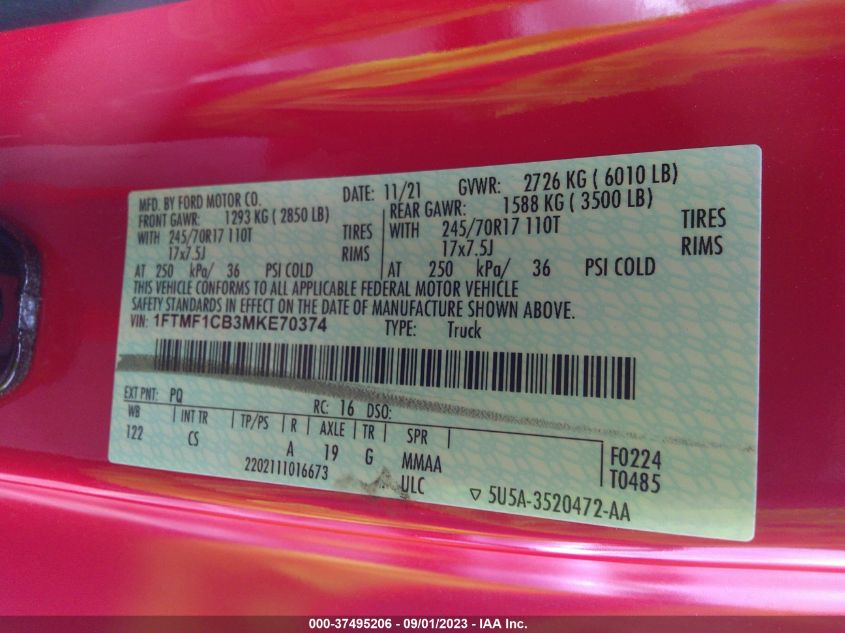 MFD. BY FORD MOTOR CO. DATE: 11/21 GVWR: 2726 KG ( 6010 LB)
FRONT GAWR: 1293 KG ( 2850 LB) REAR GAWR: 1588 KG ( 3500 LB)
WITH 245/70R17 110T TIRES WITH 245/70R17 110T TIRES
17x7.5J RIMS 17x7.5J RIMS
AT 250 kPa/ 36 PSI COLD AT 250 kPa/ 36 PSI COLD
THIS VEHICLE CONFORMS TO ALL APPLICABLE FEDERAL MOTOR VEHICLE
SAFETY STANDARDS IN EFFECT ON THE DATE OF MANUFACTURE SHOWN ABOVE.
VIN: 1FTMF1CB3MKE70374 TYPE: Truck
EXT PNT: PQ RC: 16 DSO:
WB INT TR TP/PS R AXLE TR SPR
122 CS A 19 G MMAA F0224
2202111016673 ULC T0485
5U5A-3520472-AA
000-37495206 - 09/01/2023 - IAA Inc.